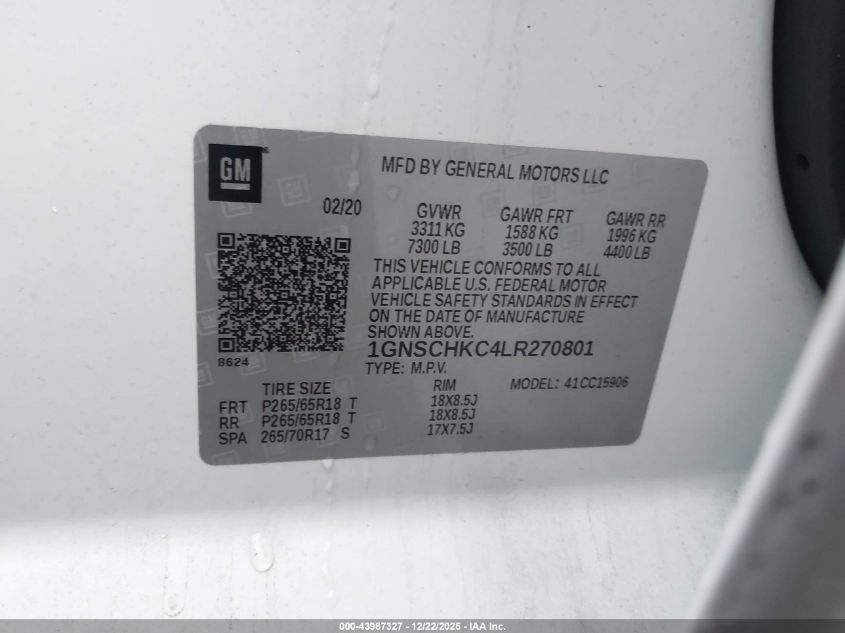 GM
MFD BY GENERAL MOTORS LLC
02/20
GVWR GAWR FRT GAWR RR
3311 KG 1588 KG 1996 KG
7300 LB 3500 LB 4400 LB
THIS VEHICLE CONFORMS TO ALL
APPLICABLE U.S. FEDERAL MOTOR
VEHICLE SAFETY STANDARDS IN EFFECT
ON THE DATE OF MANUFACTURE
SHOWN ABOVE.
8624
1GNSCHKC4LR270801
TYPE: M.P.V. MODEL: 41CC15906
TIRE SIZE RIM
FRT P265/65R18 T 18X8.5J
RR P265/65R18 T 18X8.5J
SPA 265/70R17 S 17X7.5J
000-43987327 - 12/22/2025 - IAA Inc.